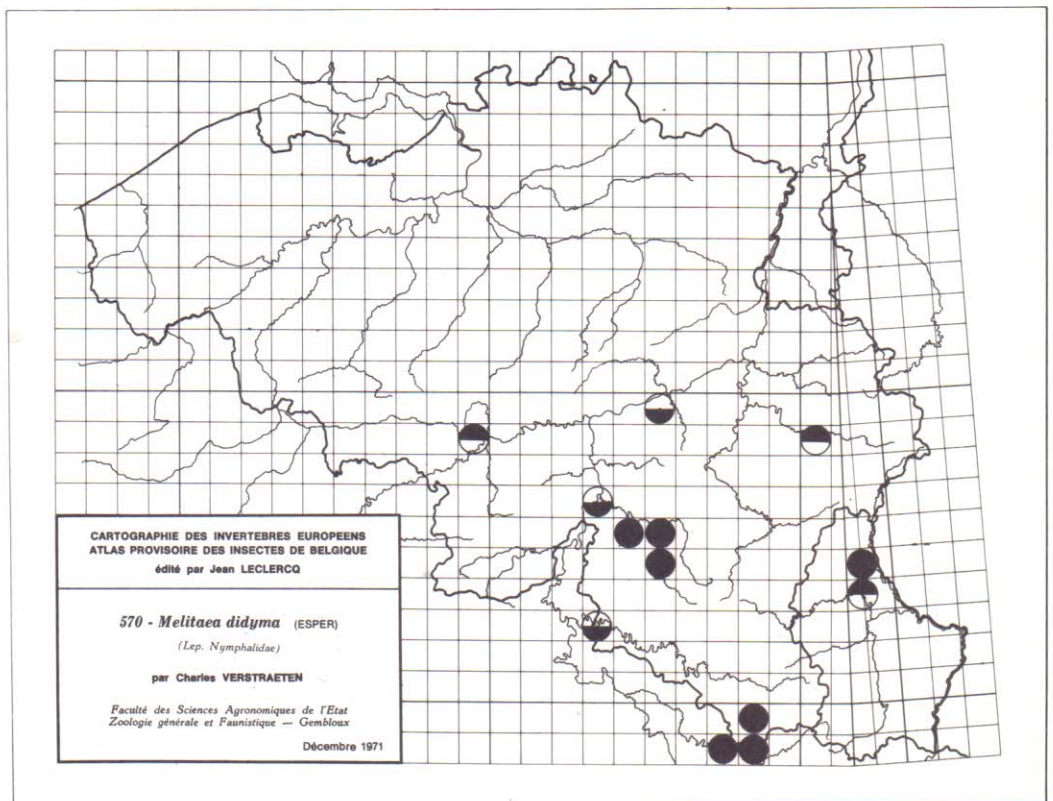 CARTOGRAPHIE DES INVERTEBRES EUROPEENS
ATLAS PROVISOIRE DES INSECTES DE BELGIQUE
édité par Jean LECLERCQ
570 - Melitaea didyma (ESPER)
(Lep. Nymphalidae)
par Charles VERSTRAETEN
Faculté des Sciences Agronomiques de l'Etat
Zoologie générale et Faunistique — Gembloux
Décembre 1971